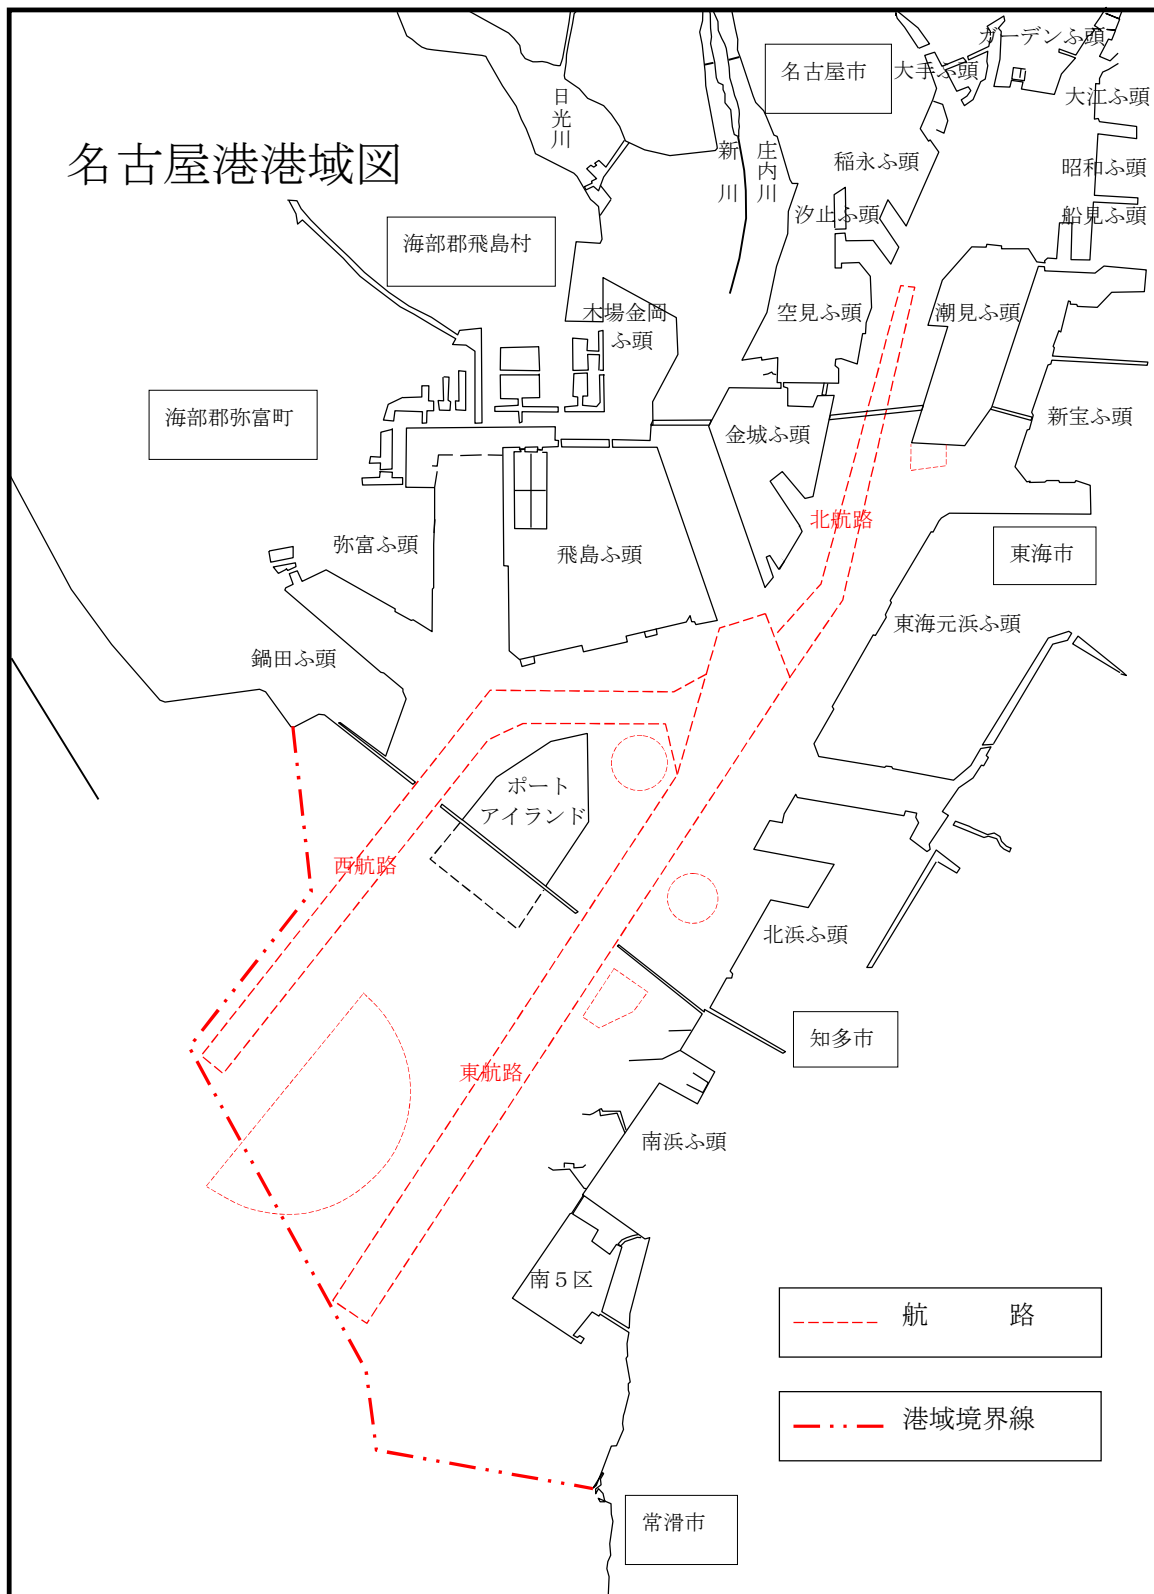 名古屋港港域図
ガーデンふ頭
名古屋市
大手ふ頭
大江ふ頭
日光川
新川
庄内川
稲永ふ頭
昭和ふ頭
汐止ふ頭
船見ふ頭
海部郡飛島村
木場金岡
ふ頭
空見ふ頭
潮見ふ頭
海部郡弥富町
金城ふ頭
新宝ふ頭
北航路
弥富ふ頭
飛島ふ頭
東海市
東海元浜ふ頭
鍋田ふ頭
ポート
アイランド
西航路
北浜ふ頭
知多市
東航路
南浜ふ頭
南5区
航 路
港域境界線
常滑市